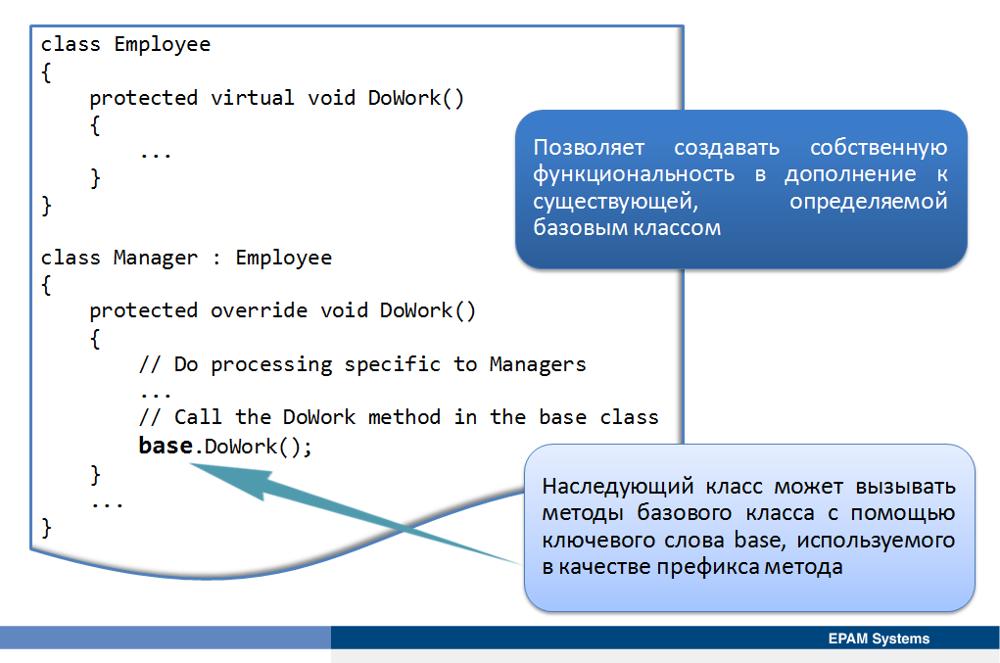 class Employee
{
    protected virtual void DoWork()
    {
        ...
    }
}
class Manager : Employee
{
    protected override void DoWork()
    {
        // Do processing specific to Managers
        ...
        // Call the DoWork method in the base class
        base.DoWork();
    }
    ...
}
Позволяет создавать собственную
функциональность в дополнение к
существующей, определяемой
базовым классом
Наследующий класс может вызывать
методы базового класса с помощью
ключевого слова base, используемого
в качестве префикса метода
EPAM Systems